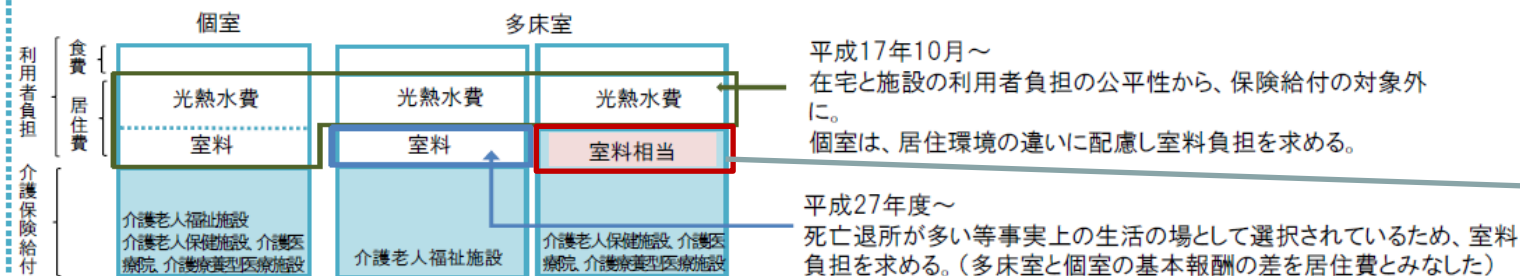 個室
多床室
利用者負担
食費
居住費
介護保険給付
光熱水費
光熱水費
光熱水費
室料
室料
室料相当
介護老人福祉施設
介護老人保健施設、介護医
療院、介護療養型医療施設
介護老人福祉施設
介護老人保健施設、介護医
療院、介護療養型医療施設
平成17年10月～
在宅と施設の利用者負担の公平性から、保険給付の対象外
に。
個室は、居住環境の違いに配慮し室料負担を求める。
平成27年度～
死亡退所が多い等事実上の生活の場として選択されているため、室料
負担を求める。（多床室と個室の基本報酬の差を居住費とみなした）